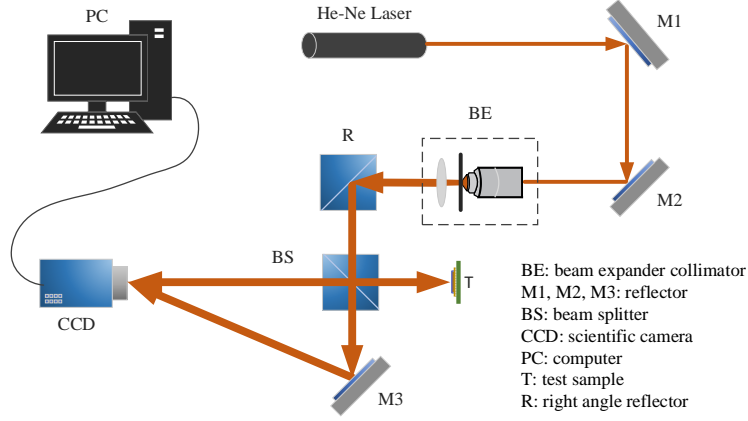 PC
He-Ne Laser
M1
BE
R
M2
BS
T
CCD
M3
BE: beam expander collimator
M1, M2, M3: reflector
BS: beam splitter
CCD: scientific camera
PC: computer
T: test sample
R: right angle reflector